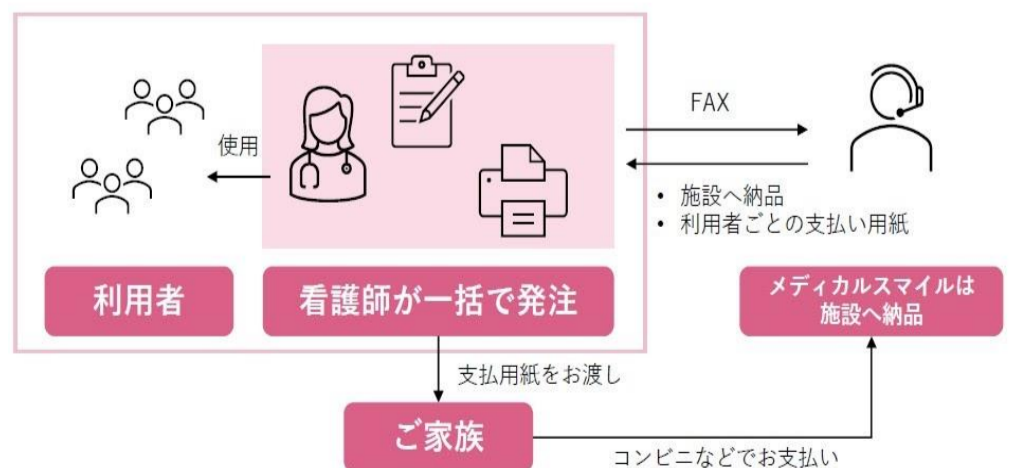 FAX
使用
• 施設へ納品
• 利用者ごとの支払い用紙
利用者
看護師が一括で発注
メディカルスマイルは
施設へ納品
支払用紙をお渡し
ご家族
コンビニなどでお支払い